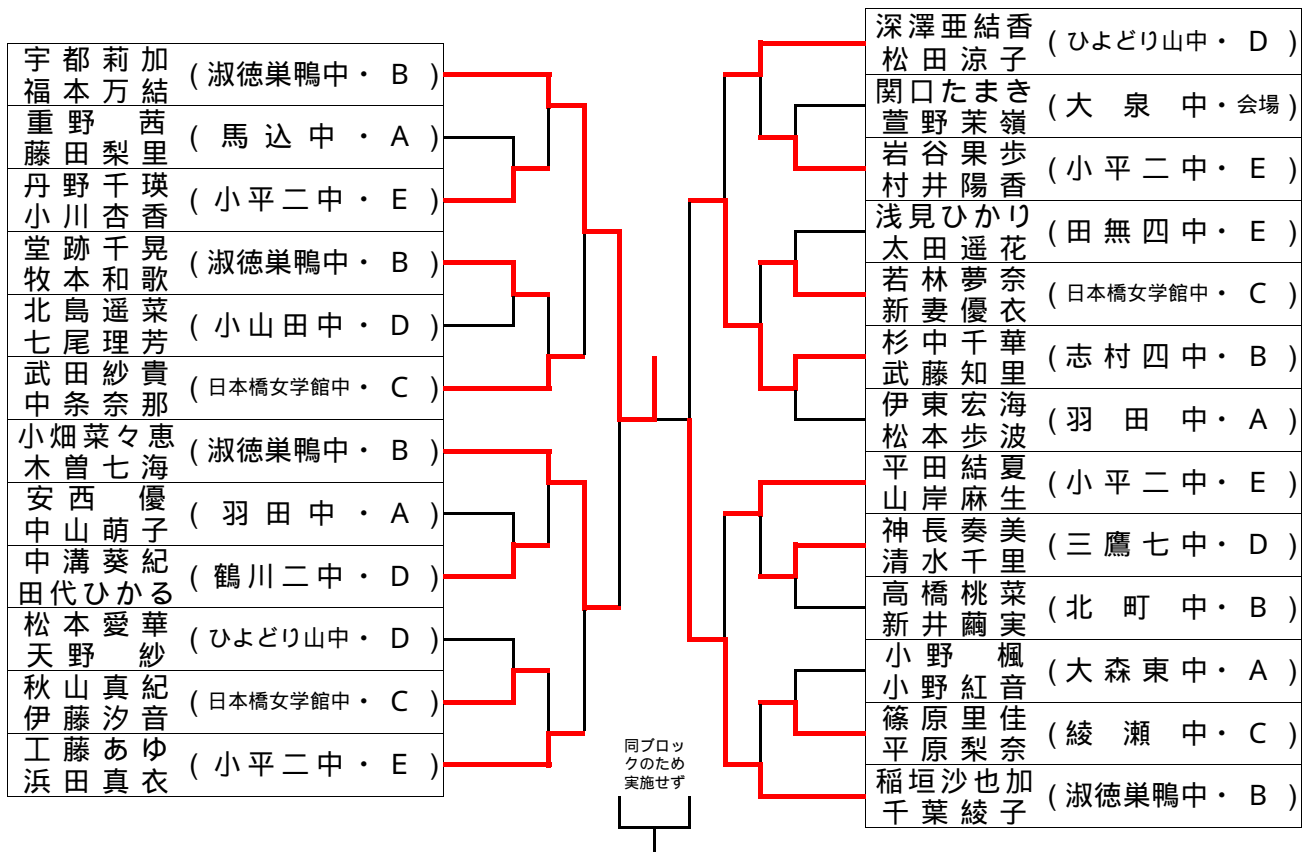 宇都莉加
福本万結
(淑徳巣鴨中・B)
重野茜
藤田梨里
(馬込中・A)
丹野千瑛
小川杏香
(小平二中・E)
堂跡千晃
牧本和歌
(淑徳巣鴨中・B)
北島遥菜
七尾理芳
(小山田中・D)
武田紗貴
中条奈那
(日本橋女学館中・C)
小畑菜々恵
木曽七海
(淑徳巣鴨中・B)
安西優
中山萌子
(羽田中・A)
中溝葵紀
田代ひかる
(鶴川二中・D)
松本愛華
天野紗
(ひよどり山中・D)
秋山真紀
伊藤汐音
(日本橋女学館中・C)
工藤あゆ
浜田真衣
(小平二中・E)
同ブロッ
クのため
実施せず
深澤亜結香
松田涼子
(ひよどり山中・D)
関口たまき
萱野茉嶺
(大泉中・会場)
岩谷果歩
村井陽香
(小平二中・E)
浅見ひかり
太田遥花
(田無四中・E)
若林夢奈
新妻優衣
(日本橋女学館中・C)
杉中千華
武藤知里
(志村四中・B)
伊東宏海
松本歩波
(羽田中・A)
平田結夏
山岸麻生
(小平二中・E)
神長奏美
清水千里
(三鷹七中・D)
高橋桃菜
新井繭実
(北町中・B)
小野楓
小野紅音
(大森東中・A)
篠原里佳
平原梨奈
(綾瀬中・C)
稲垣沙也加
千葉綾子
(淑徳巣鴨中・B)